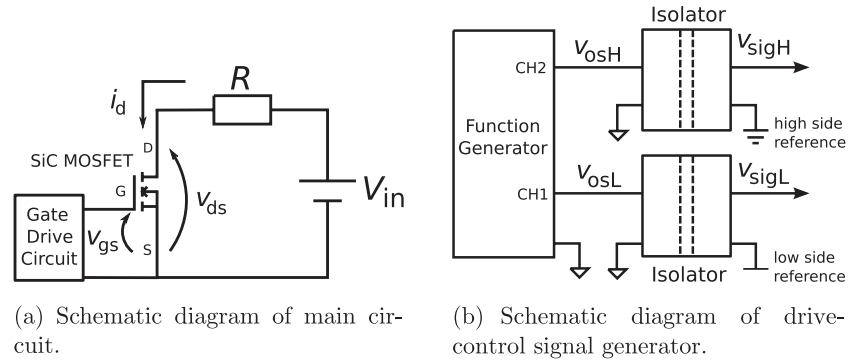 i_d
R
D
SiC MOSFET
G
v_ds
V_in
Gate
Drive
Circuit
v_gs
S
(a) Schematic diagram of main cir-
cuit.
Isolator
v_osH
v_sigH
CH2
high side
reference
Function
Generator
v_osL
v_sigL
CH1
low side
reference
Isolator
(b) Schematic diagram of drive-
control signal generator.